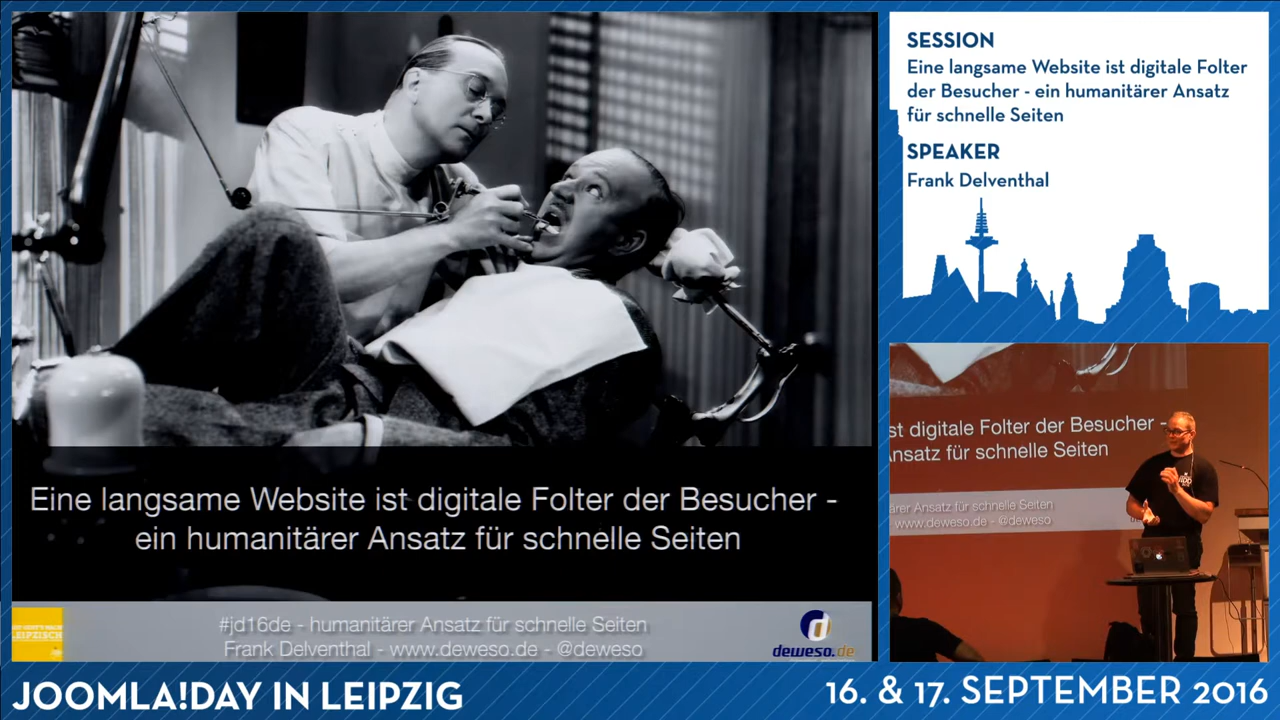 SESSION
Eine langsame Website ist digitale Folter
der Besucher - ein humanitärer Ansatz
für schnelle Seiten
SPEAKER
Frank Delventhal
Eine langsame Website ist digitale Folter der Besucher -
ein humanitärer Ansatz für schnelle Seiten
#jd16de - humanitärer Ansatz für schnelle Seiten
Frank Delventhal - www.deweso.de - @deweso
d
deweso.de
LEIPZISCH
st digitale Folter der Besucher -
Ansatz für schnelle Seiten
ärer Ansatz für schnelle Seiten
www.deweso.de - @deweso
JOOMLA!DAY IN LEIPZIG
16. & 17. SEPTEMBER 2016